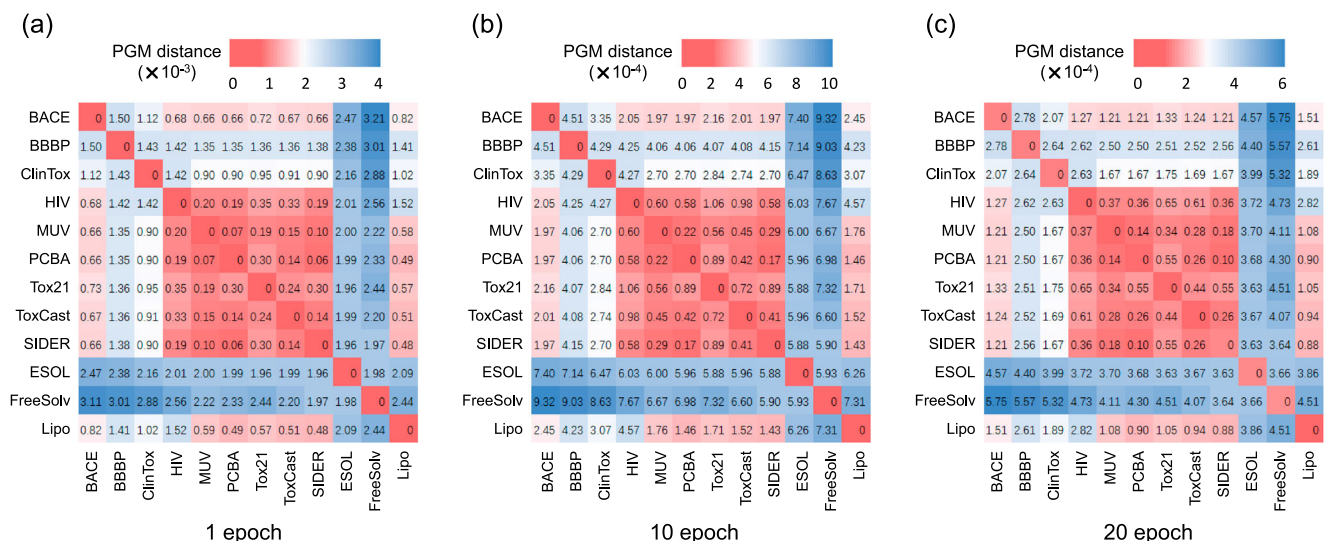 (a)
PGM distance
(×10-3)
0 1 2 3 4
BACE 0 1.50 1.12 0.68 0.66 0.66 0.72 0.67 0.66 2.47 3.21 0.82
BBBP 1.50 0 1.43 1.42 1.35 1.35 1.36 1.36 1.38 2.38 3.01 1.41
ClinTox 1.12 1.43 0 1.42 0.90 0.90 0.95 0.91 0.90 2.16 2.88 1.02
HIV 0.68 1.42 1.42 0 0.20 0.19 0.35 0.33 0.19 2.01 2.56 1.52
MUV 0.66 1.35 0.90 0.20 0 0.07 0.19 0.15 0.10 2.00 2.22 0.58
PCBA 0.66 1.35 0.90 0.19 0.07 0 0.30 0.14 0.06 1.99 2.33 0.49
Tox21 0.73 1.36 0.95 0.35 0.19 0.30 0 0.24 0.30 1.96 2.44 0.57
ToxCast 0.67 1.36 0.91 0.33 0.15 0.14 0.24 0 0.14 1.99 2.20 0.51
SIDER 0.66 1.38 0.90 0.19 0.10 0.06 0.30 0.14 0 1.96 1.97 0.48
ESOL 2.47 2.38 2.16 2.01 2.00 1.99 1.96 1.99 1.96 0 1.98 2.09
FreeSolv 3.11 3.01 2.88 2.56 2.22 2.33 2.44 2.20 1.97 1.98 0 2.44
Lipo 0.82 1.41 1.02 1.52 0.59 0.49 0.57 0.51 0.48 2.09 2.44 0
BACE BBBP ClinTox HIV MUV PCBA Tox21 ToxCast SIDER ESOL FreeSolv Lipo
1 epoch
(b)
PGM distance
(×10-4)
0 2 4 6 8 10
0 4.51 3.35 2.05 1.97 1.97 2.16 2.01 1.97 7.40 9.32 2.45
4.51 0 4.29 4.25 4.06 4.06 4.07 4.08 4.15 7.14 9.03 4.23
3.35 4.29 0 4.27 2.70 2.70 2.84 2.74 2.70 6.47 8.63 3.07
2.05 4.25 4.27 0 0.60 0.58 1.06 0.98 0.58 6.03 7.67 4.57
1.97 4.06 2.70 0.60 0 0.22 0.56 0.45 0.29 6.00 6.67 1.76
1.97 4.06 2.70 0.58 0.22 0 0.89 0.42 0.17 5.96 6.98 1.46
2.16 4.07 2.84 1.06 0.56 0.89 0 0.72 0.89 5.88 7.32 1.71
2.01 4.08 2.74 0.98 0.45 0.42 0.72 0 0.41 5.96 6.60 1.52
1.97 4.15 2.70 0.58 0.29 0.17 0.89 0.41 0 5.88 5.90 1.43
7.40 7.14 6.47 6.03 6.00 5.96 5.88 5.96 5.88 0 5.93 6.26
9.32 9.03 8.63 7.67 6.67 6.98 7.32 6.60 5.90 5.93 0 7.31
2.45 4.23 3.07 4.57 1.76 1.46 1.71 1.52 1.43 6.26 7.31 0
BACE BBBP ClinTox HIV MUV PCBA Tox21 ToxCast SIDER ESOL FreeSolv Lipo
10 epoch
(c)
PGM distance
(×10-4)
0 2 4 6
BACE 0 2.78 2.07 1.27 1.21 1.21 1.33 1.24 1.21 4.57 5.75 1.51
BBBP 2.78 0 2.64 2.62 2.50 2.50 2.51 2.52 2.56 4.40 5.57 2.61
ClinTox 2.07 2.64 0 2.63 1.67 1.67 1.75 1.69 1.67 3.99 5.32 1.89
HIV 1.27 2.62 2.63 0 0.37 0.36 0.65 0.61 0.36 3.72 4.73 2.82
MUV 1.21 2.50 1.67 0.37 0 0.14 0.34 0.28 0.18 3.70 4.11 1.08
PCBA 1.21 2.50 1.67 0.36 0.14 0 0.55 0.26 0.10 3.68 4.30 0.90
Tox21 1.33 2.51 1.75 0.65 0.34 0.55 0 0.44 0.55 3.63 4.51 1.05
ToxCast 1.24 2.52 1.69 0.61 0.28 0.26 0.44 0 0.26 3.67 4.07 0.94
SIDER 1.21 2.56 1.67 0.36 0.18 0.10 0.55 0.26 0 3.63 3.64 0.88
ESOL 4.57 4.40 3.99 3.72 3.70 3.68 3.63 3.67 3.63 0 3.66 3.86
FreeSolv 5.75 5.57 5.32 4.73 4.11 4.30 4.51 4.07 3.64 3.66 0 4.51
Lipo 1.51 2.61 1.89 2.82 1.08 0.90 1.05 0.94 0.88 3.86 4.51 0
BACE BBBP ClinTox HIV MUV PCBA Tox21 ToxCast SIDER ESOL FreeSolv Lipo
20 epoch